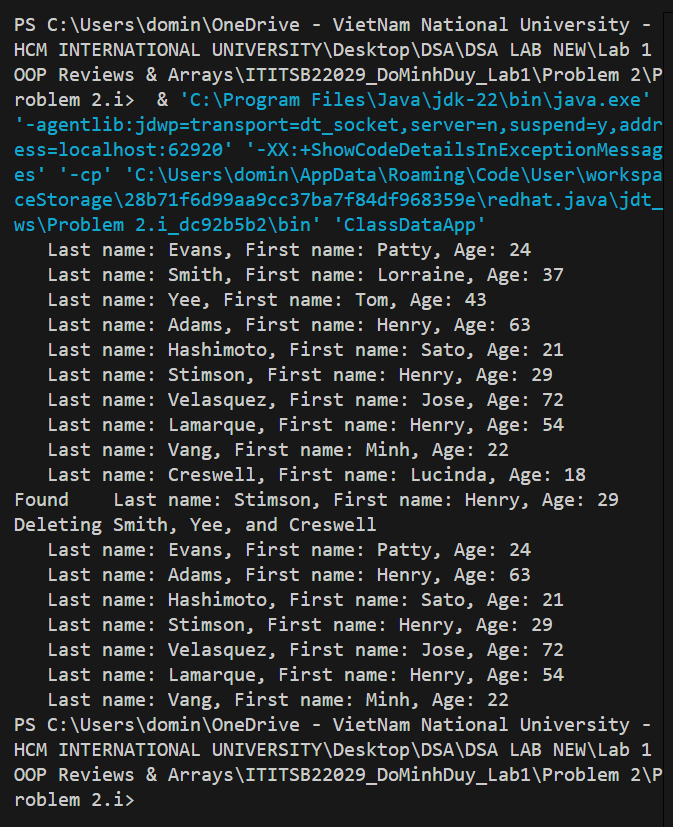 PS C:\Users\domin\OneDrive - VietNam National University -
HCM INTERNATIONAL UNIVERSITY\Desktop\DSA\DSA LAB NEW\Lab 1
OOP Reviews & Arrays\ITITSB22029_DoMinhDuy_Lab1\Problem 2\P
roblem 2.i>  & 'C:\Program Files\Java\jdk-22\bin\java.exe'
'-agentlib:jdwp=transport=dt_socket,server=n,suspend=y,addr
ess=localhost:62920' '-XX:+ShowCodeDetailsInExceptionMessag
es' '-cp' 'C:\Users\domin\AppData\Roaming\Code\User\workspa
ceStorage\28b71f6d99aa9cc37ba7f84df968359e\redhat.java\jdt_
ws\Problem 2.i_dc92b5b2\bin' 'ClassDataApp'
   Last name: Evans, First name: Patty, Age: 24
   Last name: Smith, First name: Lorraine, Age: 37
   Last name: Yee, First name: Tom, Age: 43
   Last name: Adams, First name: Henry, Age: 63
   Last name: Hashimoto, First name: Sato, Age: 21
   Last name: Stimson, First name: Henry, Age: 29
   Last name: Velasquez, First name: Jose, Age: 72
   Last name: Lamarque, First name: Henry, Age: 54
   Last name: Vang, First name: Minh, Age: 22
   Last name: Creswell, First name: Lucinda, Age: 18
Found    Last name: Stimson, First name: Henry, Age: 29
Deleting Smith, Yee, and Creswell
   Last name: Evans, First name: Patty, Age: 24
   Last name: Adams, First name: Henry, Age: 63
   Last name: Hashimoto, First name: Sato, Age: 21
   Last name: Stimson, First name: Henry, Age: 29
   Last name: Velasquez, First name: Jose, Age: 72
   Last name: Lamarque, First name: Henry, Age: 54
   Last name: Vang, First name: Minh, Age: 22
PS C:\Users\domin\OneDrive - VietNam National University -
HCM INTERNATIONAL UNIVERSITY\Desktop\DSA\DSA LAB NEW\Lab 1
OOP Reviews & Arrays\ITITSB22029_DoMinhDuy_Lab1\Problem 2\P
roblem 2.i>